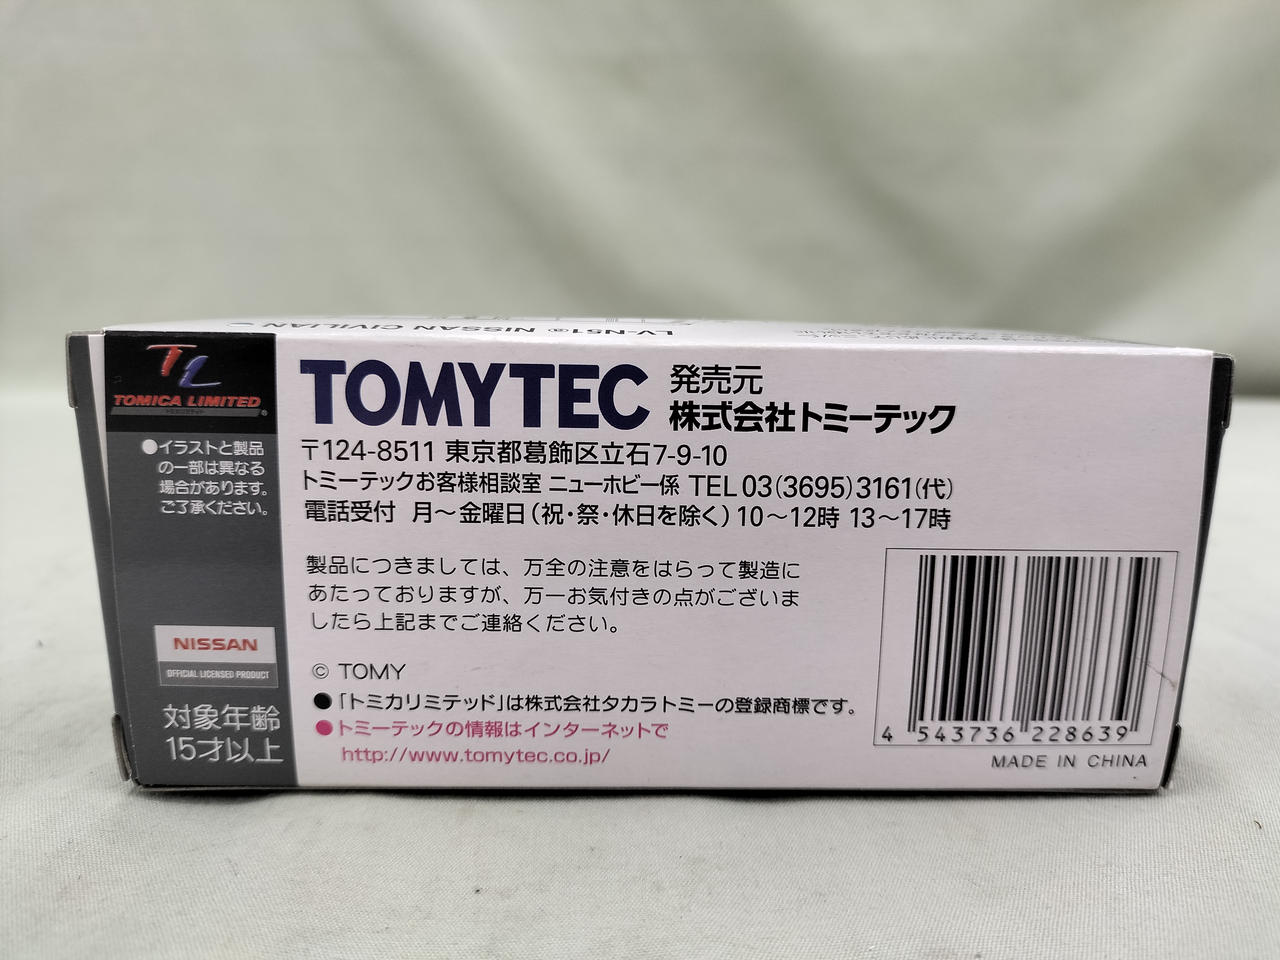 LV-N51ⓐ NISSAN CIVILIAN
TL
TOMICA LIMITED
トミカリミテッド
®
●イラストと製品
の一部は異なる
場合があります。
ご了承ください。
NISSAN
OFFICIAL LICENSED PRODUCT
対象年齢
15才以上
TOMYTEC
発売元
株式会社トミーテック
〒124-8511 東京都葛飾区立石7-9-10
トミーテックお客様相談室 ニューホビー係 TEL 03(3695)3161(代)
電話受付 月〜金曜日(祝・祭・休日を除く)10〜12時 13〜17時
製品につきましては、万全の注意をはらって製造に
あたっておりますが、万一お気付きの点がございま
したら上記までご連絡ください。
© TOMY
●「トミカリミテッド」は株式会社タカラトミーの登録商標です。
●トミーテックの情報はインターネットで
http://www.tomytec.co.jp/
4 543736 228639
MADE IN CHINA